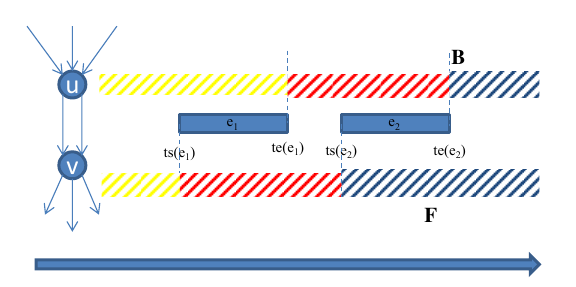 B
u
e1
e2
ts(e1)
te(e1)
ts(e2)
te(e2)
v
F